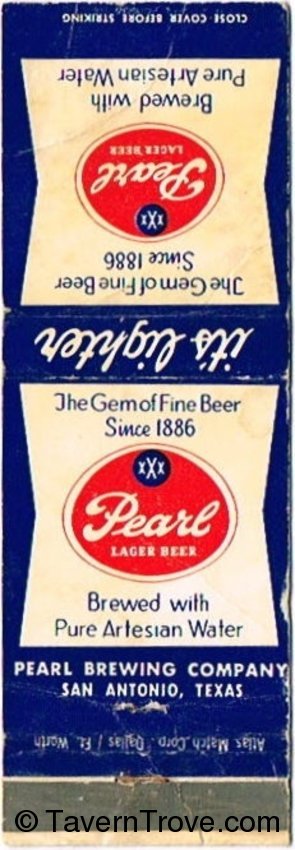 CLOSE COVER BEFORE STRIKING
Pure Artesian Water
Brewed with
LAGER BEER
Pearl
XXX
Since 1886
The Gem of Fine Beer
it's lighter
The Gem of Fine Beer
Since 1886
XXX
Pearl
LAGER BEER
Brewed with
Pure Artesian Water
PEARL BREWING COMPANY
SAN ANTONIO, TEXAS
Atlas Match Corp. Dallas / Ft. Worth
© TavernTrove.com